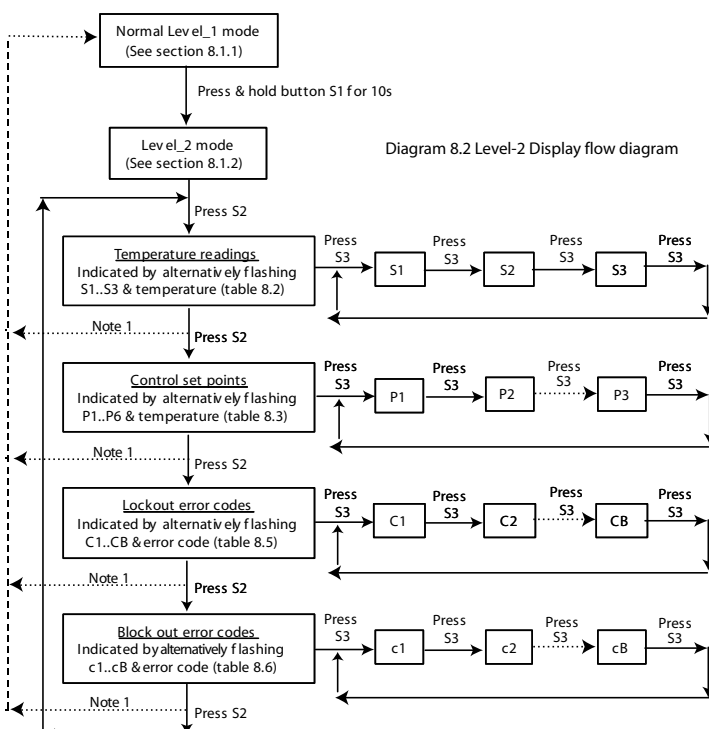 Normal Level_1 mode
(See section 8.1.1)
Press & hold button S1 for 10s
Level_2 mode
(See section 8.1.2)
Diagram 8.2 Level-2 Display flow diagram
Press S2
Temperature readings
Indicated by alternatively flashing
S1..S3 & temperature (table 8.2)
Press
S3
S1
Press
S3
S2
Press
S3
S3
Press
S3
Note 1
Press S2
Control set points
Indicated by alternatively flashing
P1..P6 & temperature (table 8.3)
Press
S3
P1
Press
S3
P2
Press
S3
P3
Press
S3
Note 1
Press S2
Lockout error codes
Indicated by alternatively flashing
C1..CB & error code (table 8.5)
Press
S3
C1
Press
S3
C2
Press
S3
CB
Press
S3
Note 1
Press S2
Block out error codes
Indicated by alternatively flashing
c1..cB & error code (table 8.6)
Press
S3
c1
Press
S3
c2
Press
S3
cB
Press
S3
Note 1
Press S2